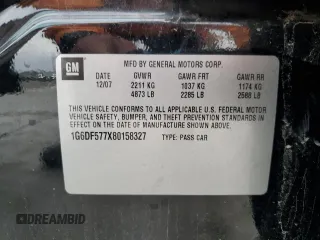 GM
MFD BY GENERAL MOTORS CORP.
DATE GVWR GAWR FRT GAWR RR
12/07 2211 KG 1037 KG 1174 KG
4873 LB 2285 LB 2588 LB
THIS VEHICLE CONFORMS TO ALL APPLICABLE U.S. FEDERAL MOTOR
VEHICLE SAFETY, BUMPER, AND THEFT PREVENTION STANDARDS IN
EFFECT ON THE DATE OF MANUFACTURE SHOWN ABOVE.
1G6DF577X80158327 TYPE: PASS CAR
DREAMBID